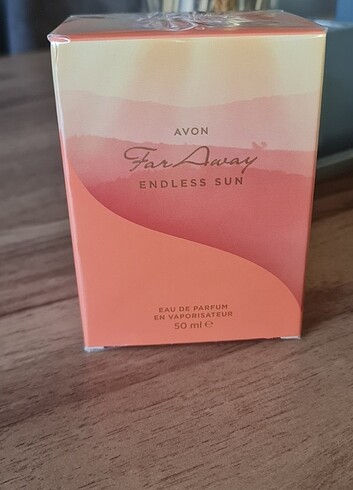 AVON
Far Away
ENDLESS SUN
EAU DE PARFUM
EN VAPORISATEUR
50 ml ℮